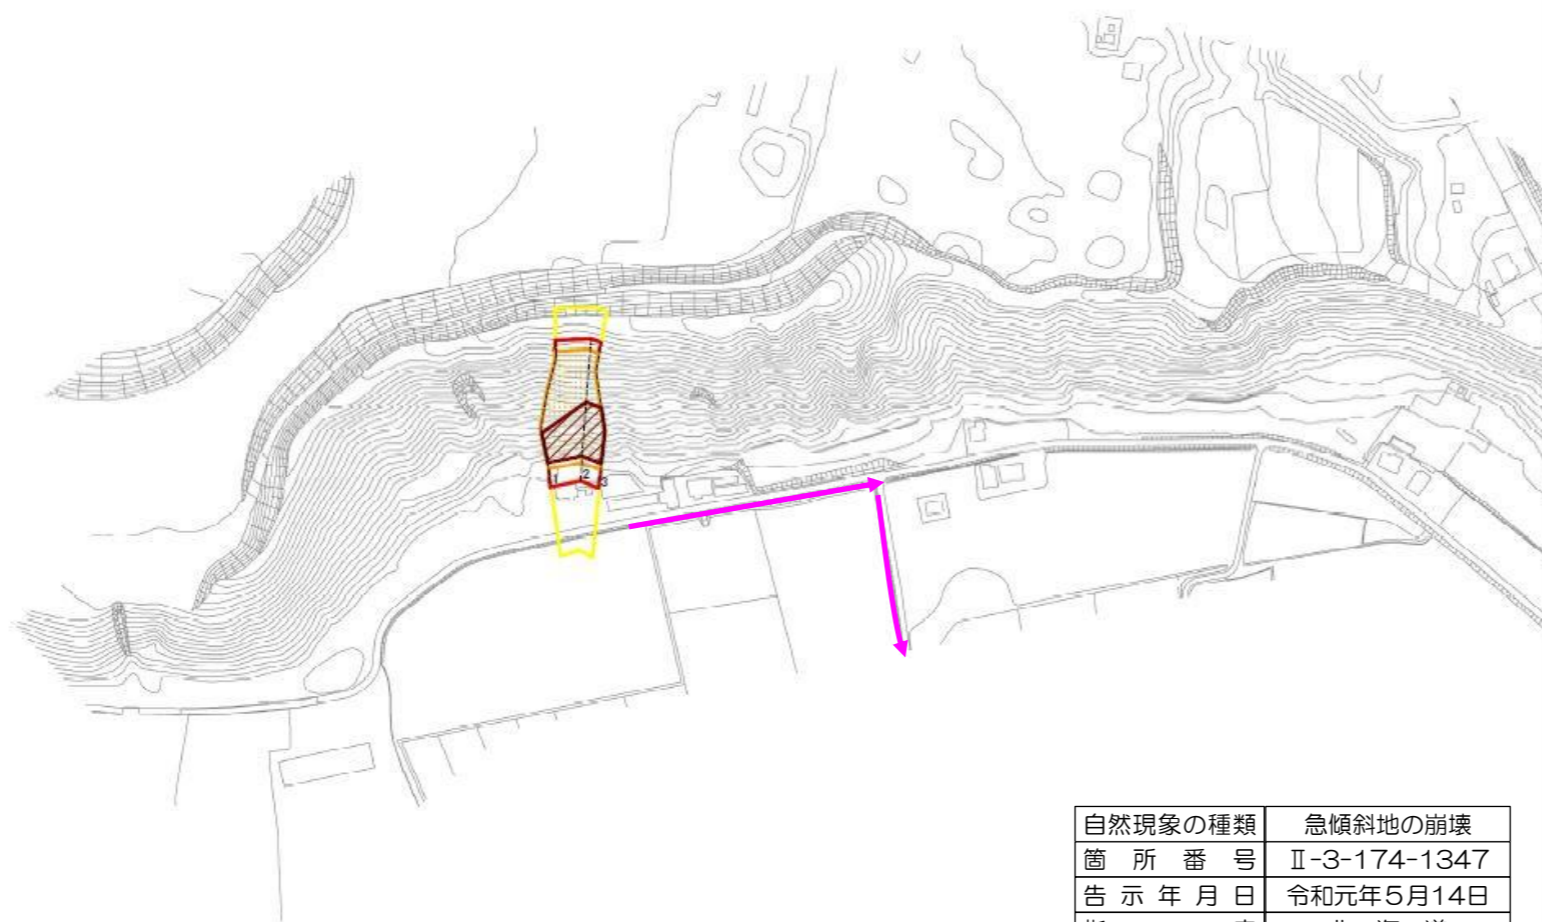 1 2 3
自然現象の種類 急傾斜地の崩壊
箇所番号 Ⅱ-3-174-1347
告示年月日 令和元年5月14日